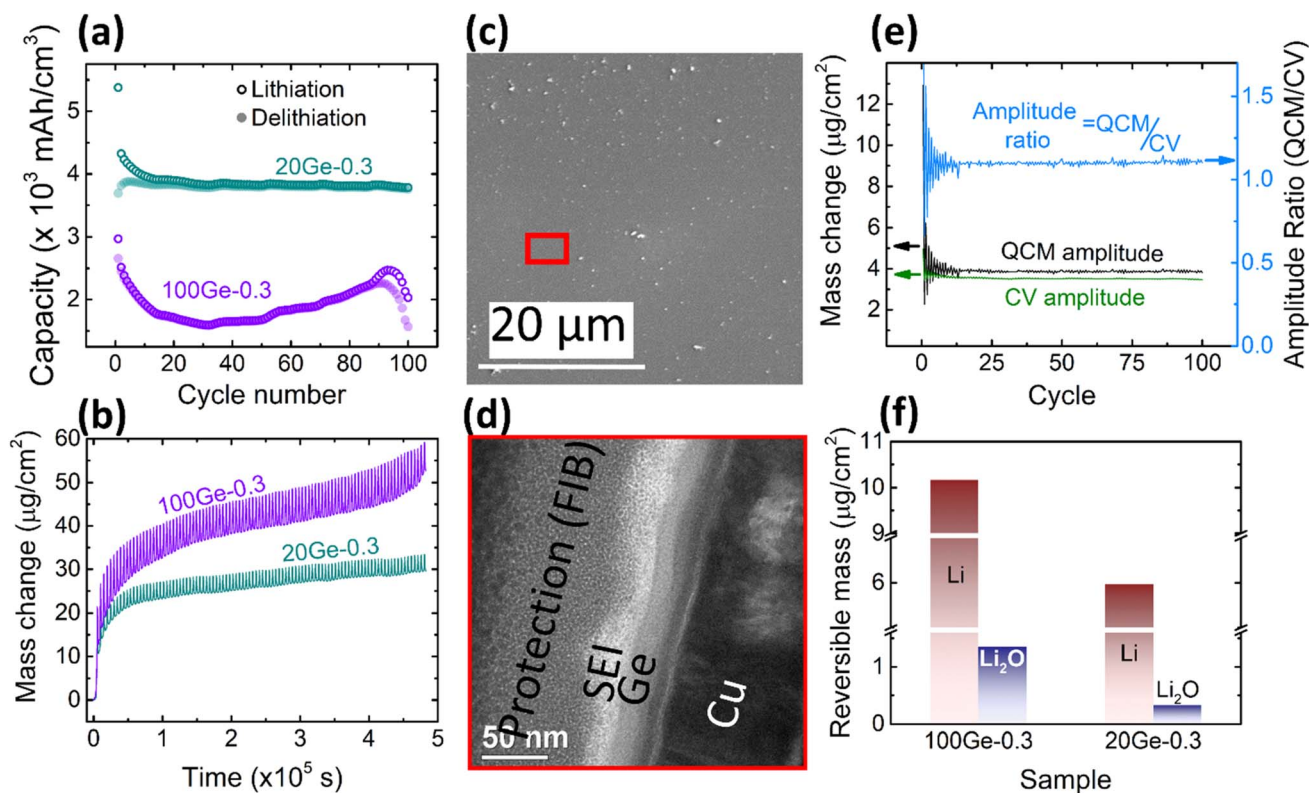 (a)
Capacity (x 10³ mAh/cm³)
5
4
3
2
Lithiation
Delithiation
20Ge-0.3
100Ge-0.3
0 20 40 60 80 100
Cycle number
(b)
Mass change (µg/cm²)
60
50
40
30
20
10
0
100Ge-0.3
20Ge-0.3
0 1 2 3 4 5
Time (x10⁵ s)
(c)
20 µm
(d)
Protection (FIB)
SEI
Ge
Cu
50 nm
(e)
Mass change (µg/cm²)
12
10
8
6
4
2
0
Amplitude ratio =QCM/CV
QCM amplitude
CV amplitude
1.5
1.0
0.5
0.0
Amplitude Ratio (QCM/CV)
0 25 50 75 100
Cycle
(f)
Reversible mass (µg/cm²)
11
10
9
6
1
0
Li
Li₂O
Li
Li₂O
100Ge-0.3 20Ge-0.3
Sample